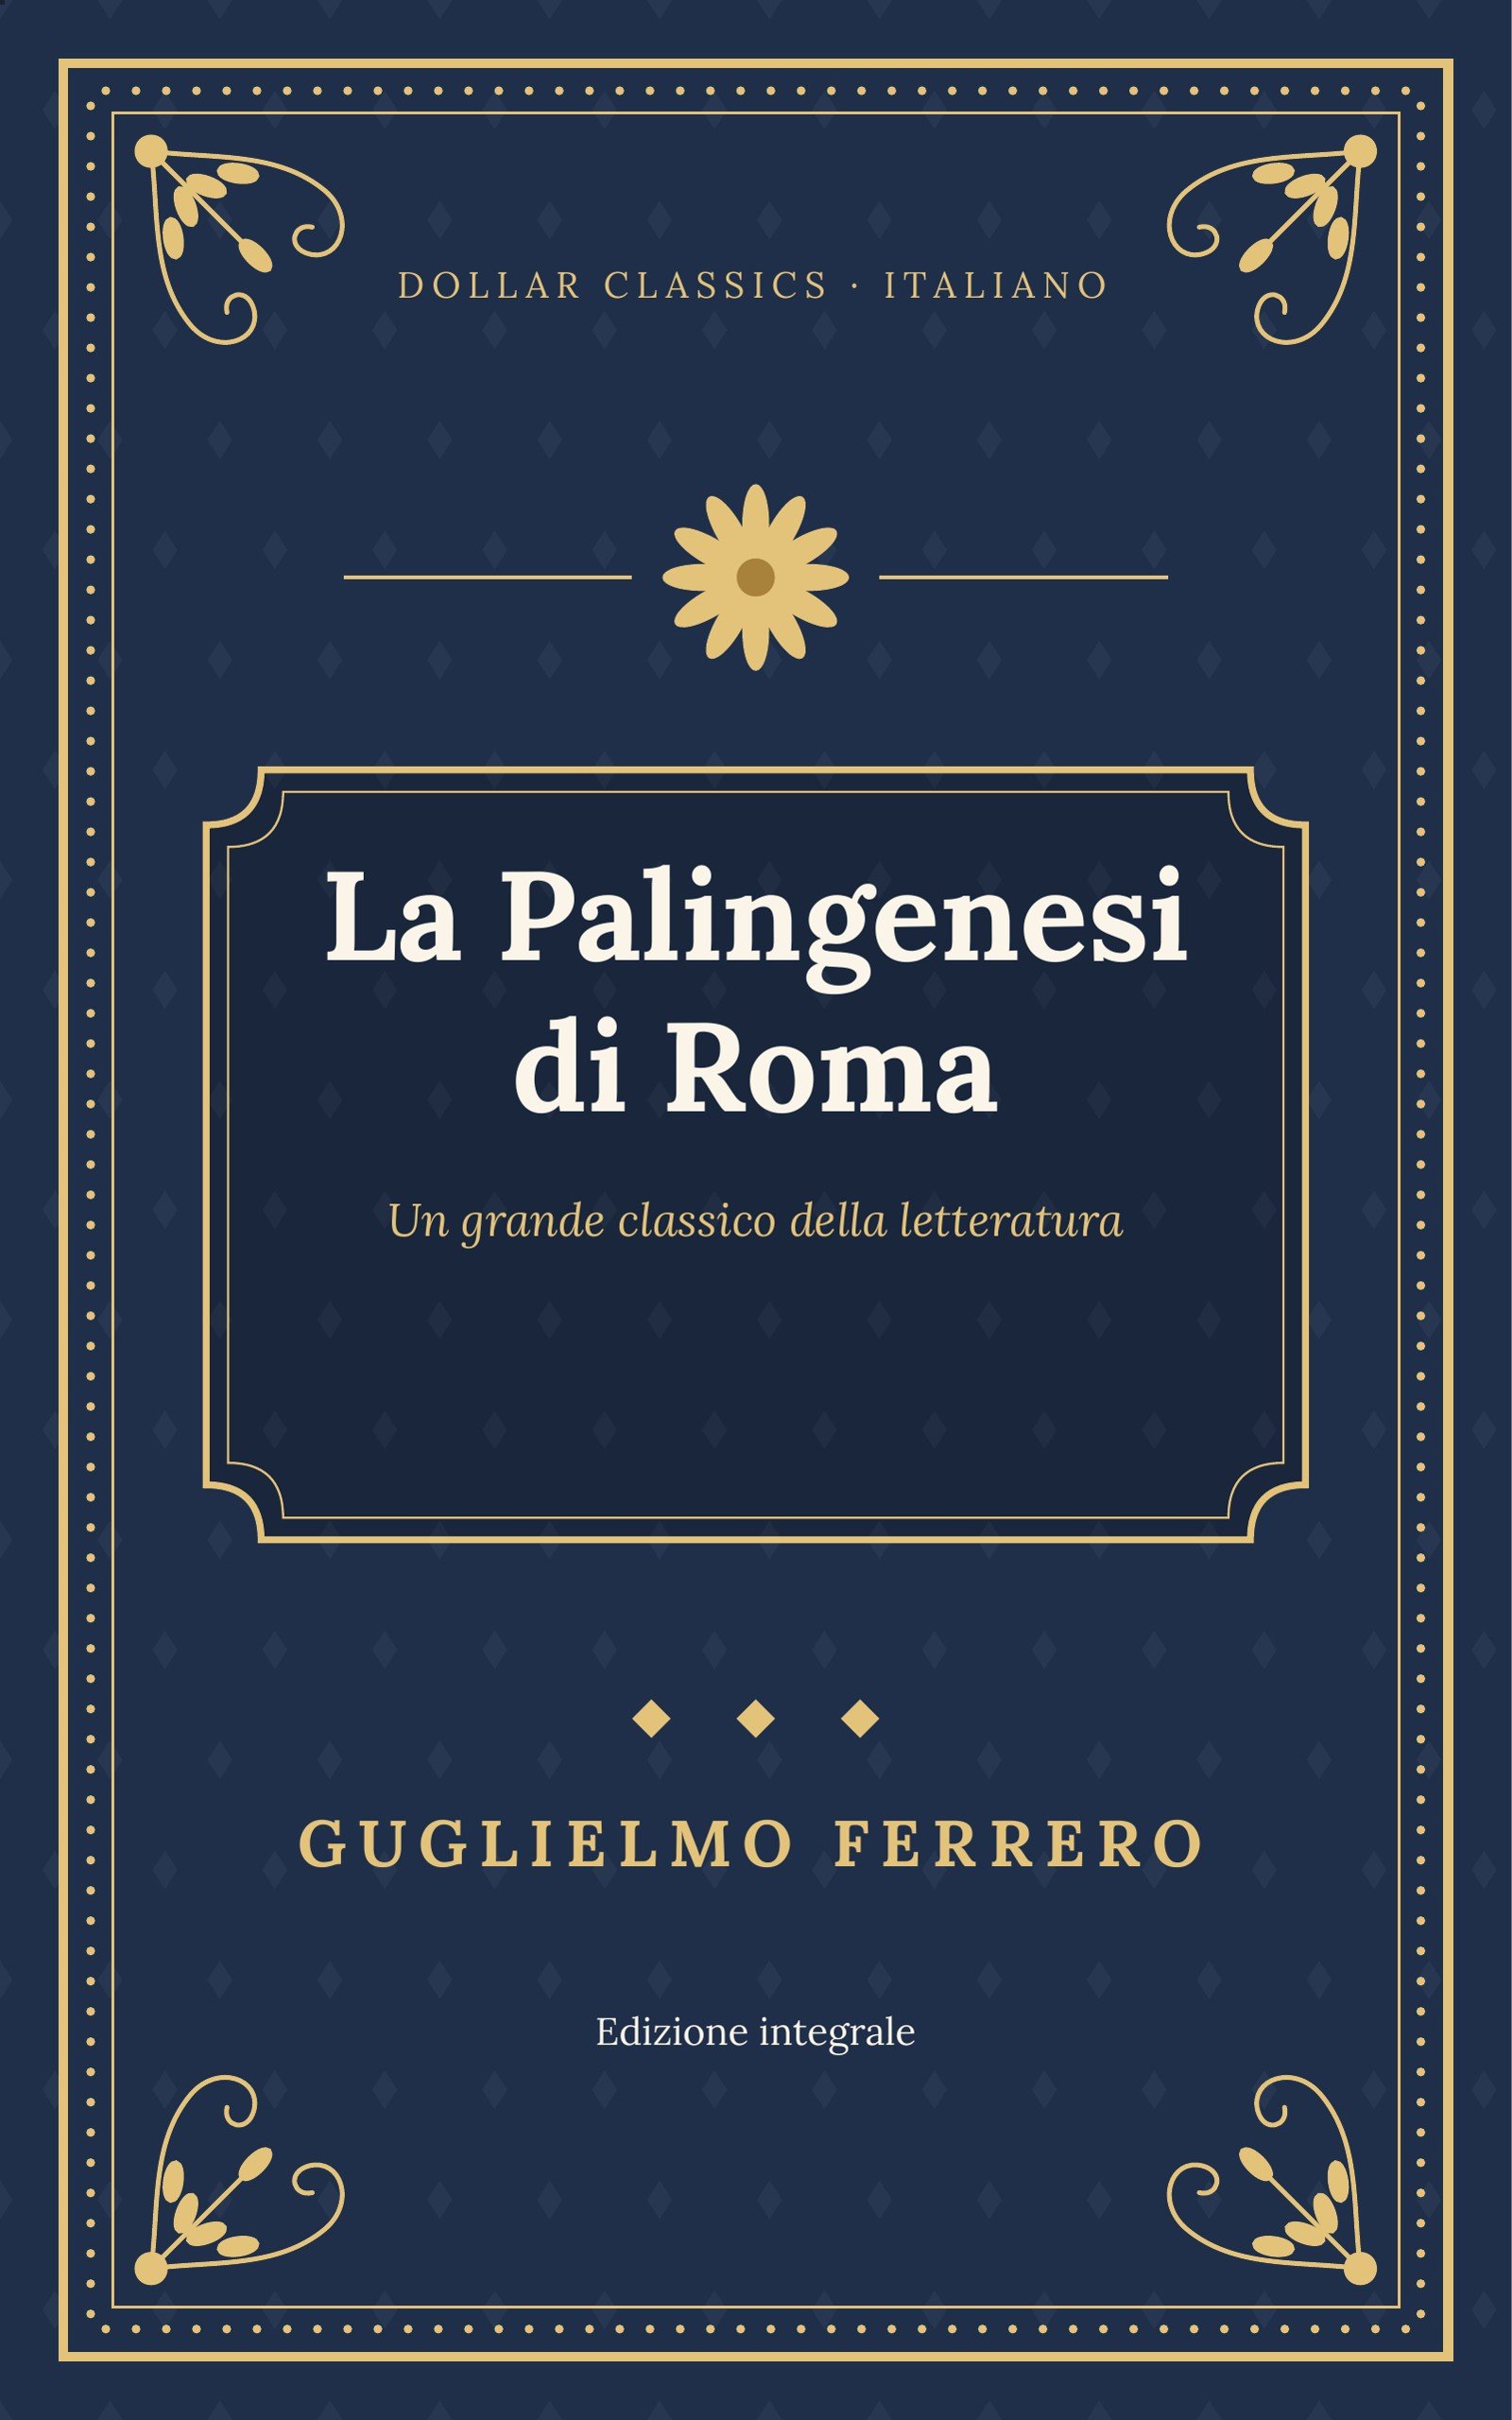 DOLLAR CLASSICS · ITALIANO
La Palingenesi
di Roma
Un grande classico della letteratura
GUGLIELMO FERRERO
Edizione integrale